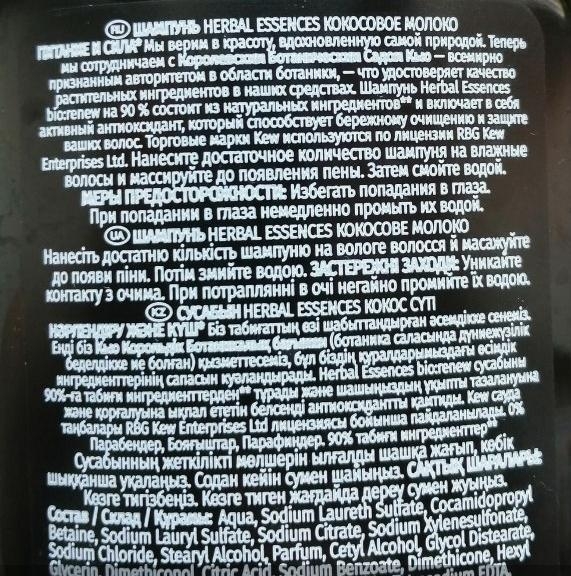 RU ШАМПУНЬ HERBAL ESSENCES КОКОСОВОЕ МОЛОКО
ПИТАНИЕ И СИЛА* Мы верим в красоту, вдохновленную самой природой. Теперь
мы сотрудничаем с Королевским Ботаническим Садом Кью — всемирно
признанным авторитетом в области ботаники, — что удостоверяет качество
растительных ингредиентов в наших средствах. Шампунь Herbal Essences
bio:renew на 90 % состоит из натуральных ингредиентов** и включает в себя
активный антиоксидант, который способствует бережному очищению и защите
ваших волос. Торговые марки Kew используются по лицензии RBG Kew
Enterprises Ltd. Нанесите достаточное количество шампуня на влажные
волосы и массируйте до появления пены. Затем смойте водой.
МЕРЫ ПРЕДОСТОРОЖНОСТИ: Избегать попадания в глаза.
При попадании в глаза немедленно промыть их водой.
UA ШАМПУНЬ HERBAL ESSENCES КОКОСОВЕ МОЛОКО
Нанесіть достатню кількість шампуню на вологе волосся й масажуйте
до появи піни. Потім змийте водою. ЗАСТЕРЕЖНІ ЗАХОДИ: Уникайте
контакту з очима. При потраплянні в очі негайно промийте їх водою.
KZ СУСАБЫН HERBAL ESSENCES КОКОС СҮТІ
НӘРЛЕНДІРУ ЖӘНЕ КҮШ* Біз табиғаттың өзі шабыттандырған әсемдікке сенеміз.
Енді біз Кью Корольдік Ботаникалық бағымен (ботаника саласында дүниежүзілік
беделдікке ие болған) қызметтесеміз, бұл біздің құралдарымыздағы өсімдік
ингредиенттерінің сапасын куәландырады. Herbal Essences bio:renew сусабыны
90%-ға табиғи ингредиенттерден** тұрады және шашыңыздың ұқыпты тазалануына
және қорғалуына ықпал ететін белсенді антиоксидантты қамтиды. Kew сауда
таңбалары RBG Kew Enterprises Ltd лицензиясы бойынша пайдаланылады. 0%
Парабендер, Бояғыштар, Парафиндер. 90% табиғи ингредиенттер**
Сусабынның жеткілікті мөлшерін ылғалды шашқа жағып, көбік
шыққанша уқалаңыз. Содан кейін сумен шайыңыз. САҚТЫҚ ШАРАЛАРЫ:
Көзге тигізбеңіз. Көзге тиген жағдайда дереу сумен жуыңыз.
Состав / Склад / Құрамы: Aqua, Sodium Laureth Sulfate, Cocamidopropyl
Betaine, Sodium Lauryl Sulfate, Sodium Citrate, Sodium Xylenesulfonate,
Sodium Chloride, Stearyl Alcohol, Parfum, Cetyl Alcohol, Glycol Distearate,
Glycerin, Dimethiconol, Citric Acid, Sodium Benzoate, Dimethicone, Hexyl
EDTA,